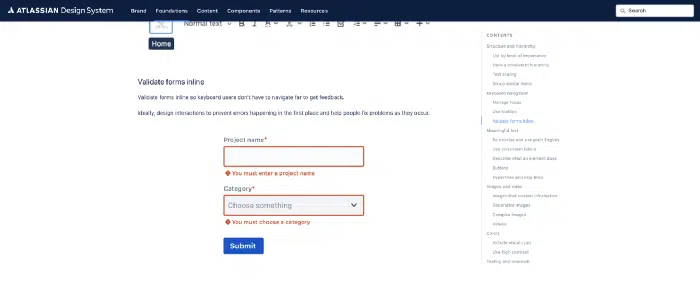 ATLASSIAN Design System
Brand Foundations Content Components Patterns Resources
Search
Normal text
Home
Validate forms inline
Validate forms inline so keyboard users don't have to navigate far to get feedback.
Ideally, design interactions to prevent errors happening in the first place and help people fix problems as they occur.
Project name*
You must enter a project name
Category*
Choose something
You must choose a category
Submit
CONTENTS
Structure and hierarchy
List by level of importance
Have a consistent hierarchy
Text scaling
Group similar items
Keyboard navigation
Manage focus
Use tooltips
Validate forms inline
Meaningful text
Be concise and use plain English
Use consistent labels
Describe what an element does
Buttons
Hyperlinks and help links
Images and video
Images that contain information
Decorative images
Complex images
Videos
Colors
Include visual cues
Use high contrast
Testing and research